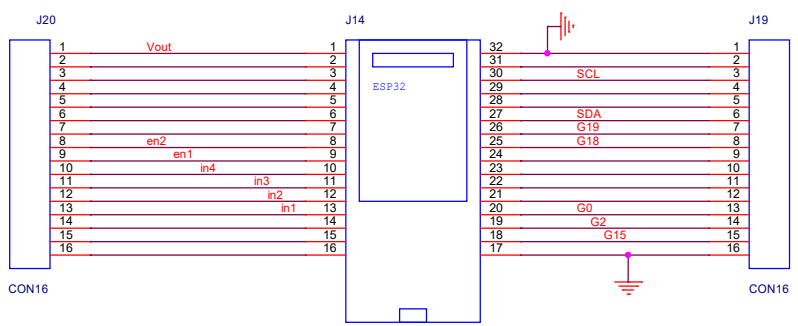 J20 J14 J19
1 Vout 1 32 1
2 2 31 2
3 3 30 SCL 3
4 4 29 4
ESP32
5 5 28 5
6 6 27 SDA 6
7 7 26 G19 7
8 en2 8 25 G18 8
9 en1 9 24 9
10 in4 10 23 10
11 in3 11 22 11
12 in2 12 21 12
13 in1 13 20 G0 13
14 14 19 G2 14
15 15 18 G15 15
16 16 17 16
CON16 CON16